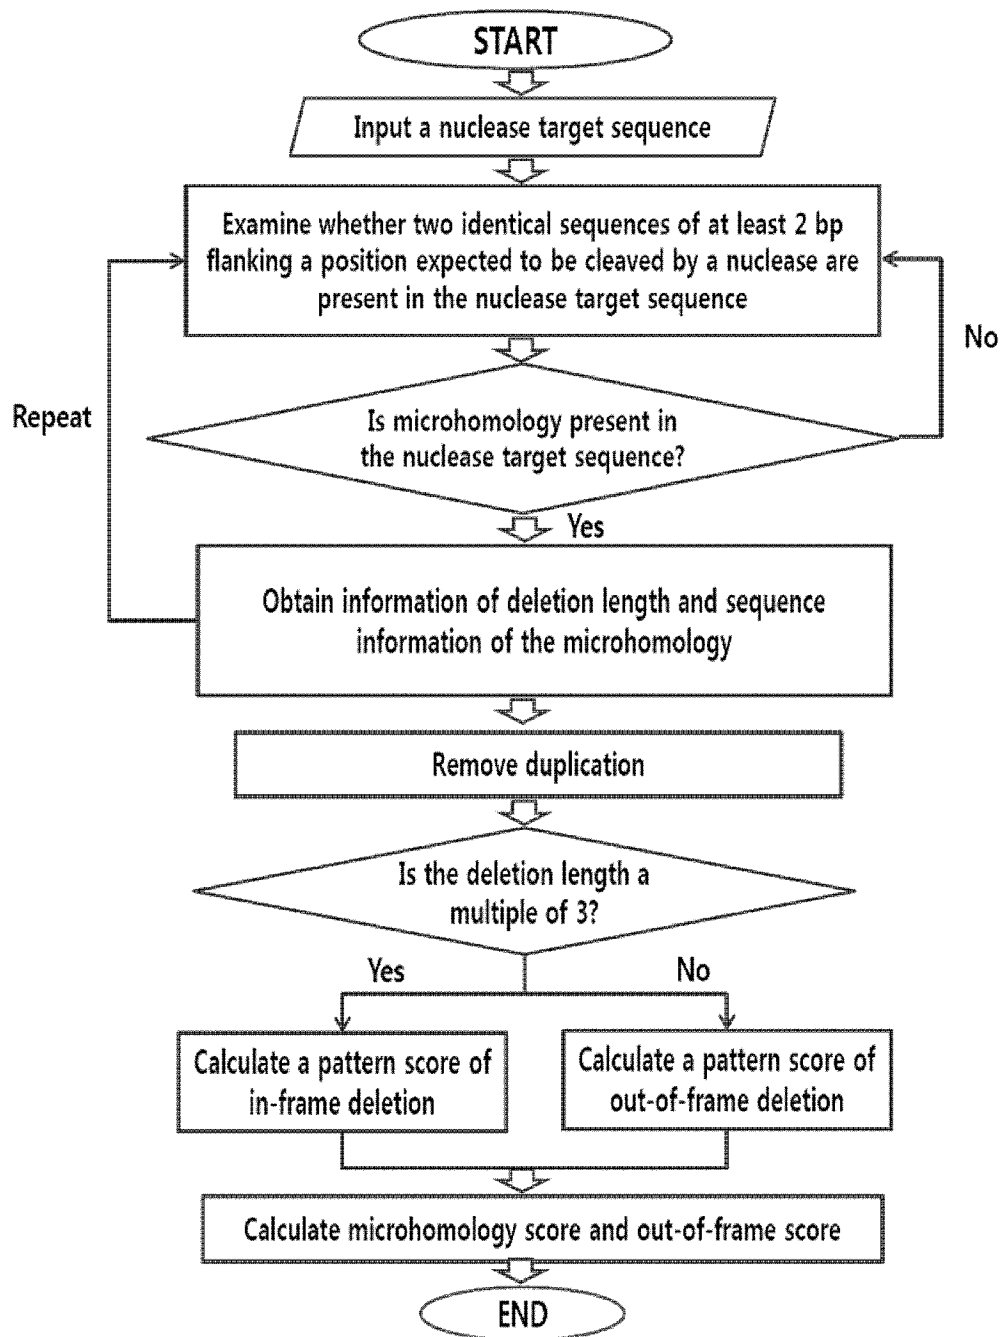 START
Input a nuclease target sequence
Examine whether two identical sequences of at least 2 bp
flanking a position expected to be cleaved by a nuclease are
present in the nuclease target sequence
No
Repeat
Is microhomology present in
the nuclease target sequence?
Yes
Obtain information of deletion length and sequence
information of the microhomology
Remove duplication
Is the deletion length a
multiple of 3?
Yes
No
Calculate a pattern score of
in-frame deletion
Calculate a pattern score of
out-of-frame deletion
Calculate microhomology score and out-of-frame score
END